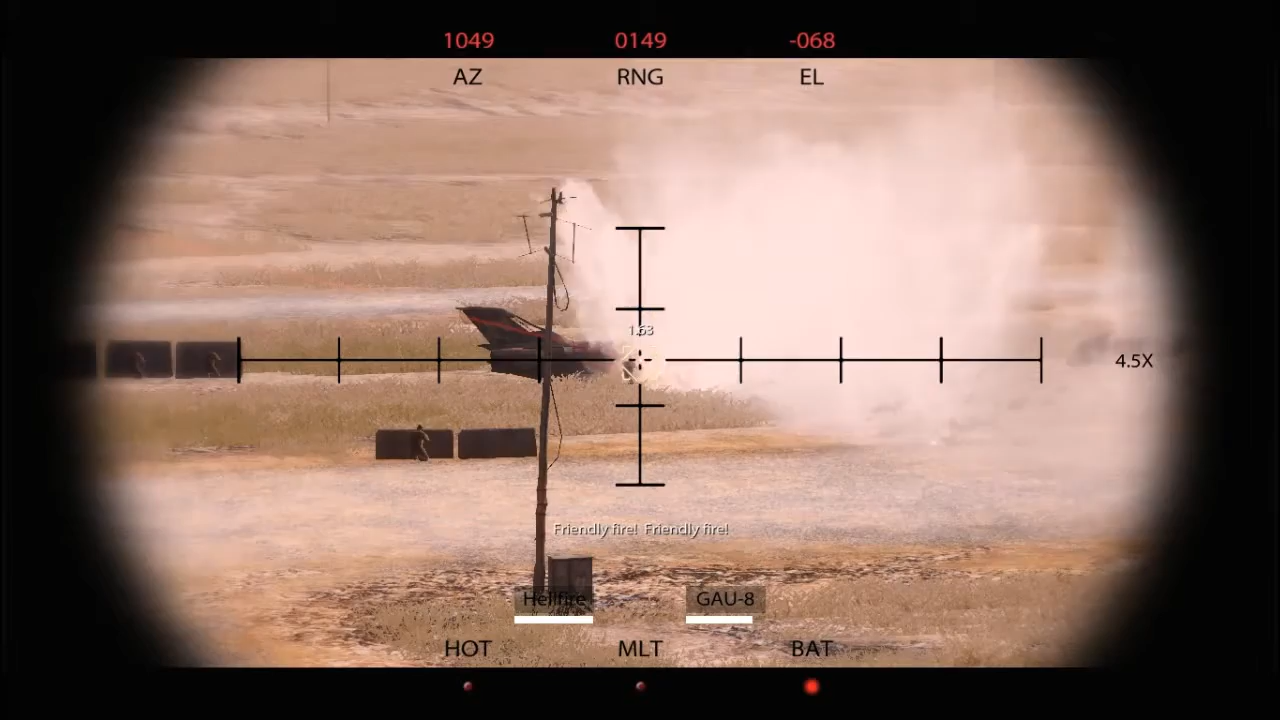 1049 0149 -068
AZ RNG EL
1.63
4.5X
Friendly fire! Friendly fire!
Hellfire GAU-8
HOT MLT BAT